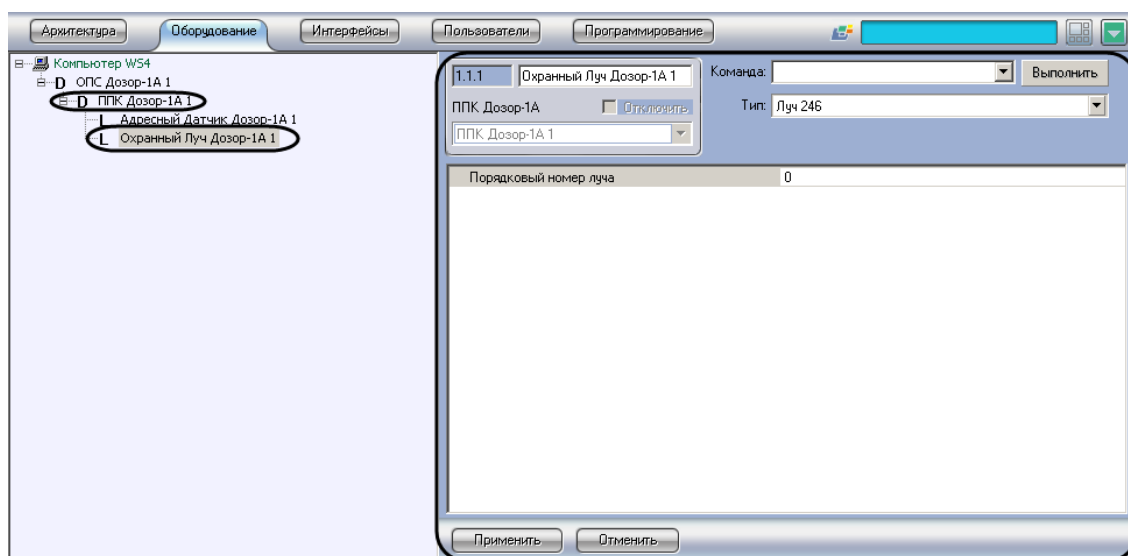 Архитектура Оборудование Интерфейсы Пользователи Программирование
Компьютер WS4
D ОПС Дозор-1А 1
D ППК Дозор-1А 1
L Адресный Датчик Дозор-1А 1
L Охранный Луч Дозор-1А 1
1.1.1 Охранный Луч Дозор-1А 1 Команда: Выполнить
ППК Дозор-1А Отключить Тип: Луч 246
ППК Дозор-1А 1
Порядковый номер луча 0
Применить Отменить